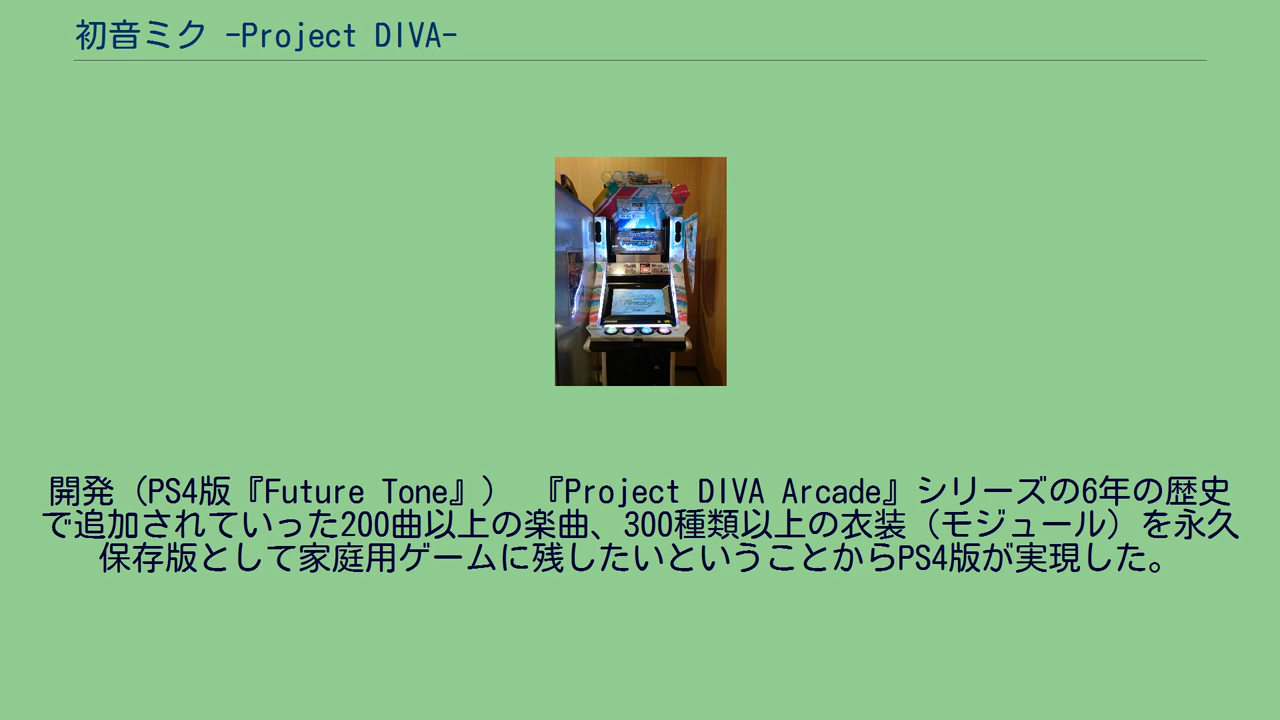 初音ミク -Project DIVA-
開発（PS4版『Future Tone』） 『Project DIVA Arcade』シリーズの6年の歴史
で追加されていった200曲以上の楽曲、300種類以上の衣装（モジュール）を永久
保存版として家庭用ゲームに残したいということからPS4版が実現した。